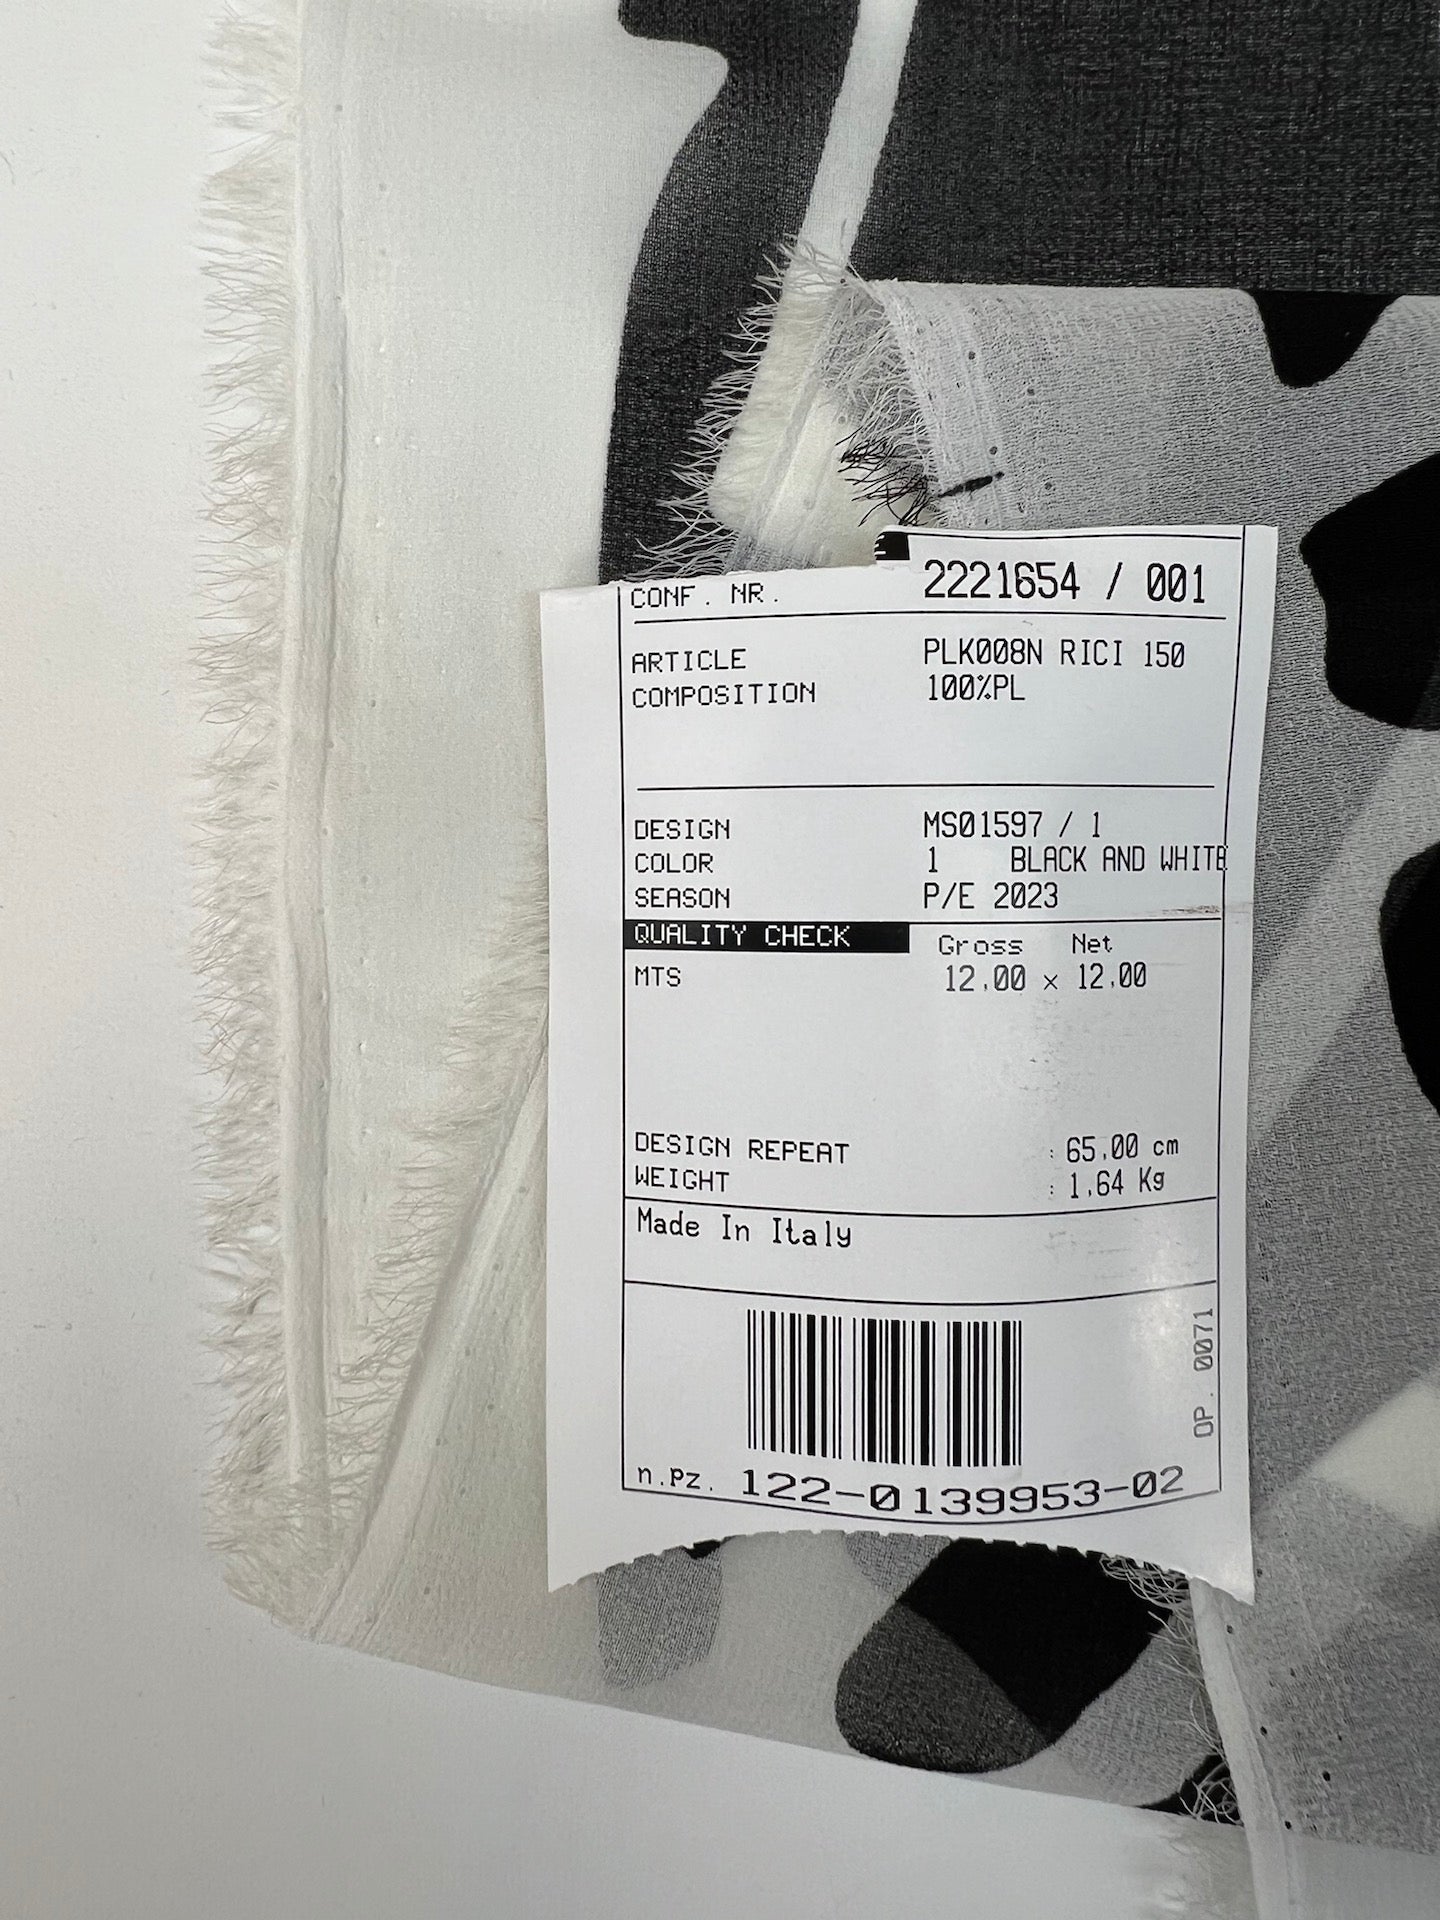 CONF. NR. 2221654 / 001
ARTICLE PLK008N RICI 150
COMPOSITION 100%PL
DESIGN MS01597 / 1
COLOR 1 BLACK AND WHITE
SEASON P/E 2023
QUALITY CHECK Gross Net
MTS 12,00 x 12,00
DESIGN REPEAT : 65,00 cm
WEIGHT : 1,64 Kg
Made In Italy
OP. 0071
n.pz. 122-0139953-02